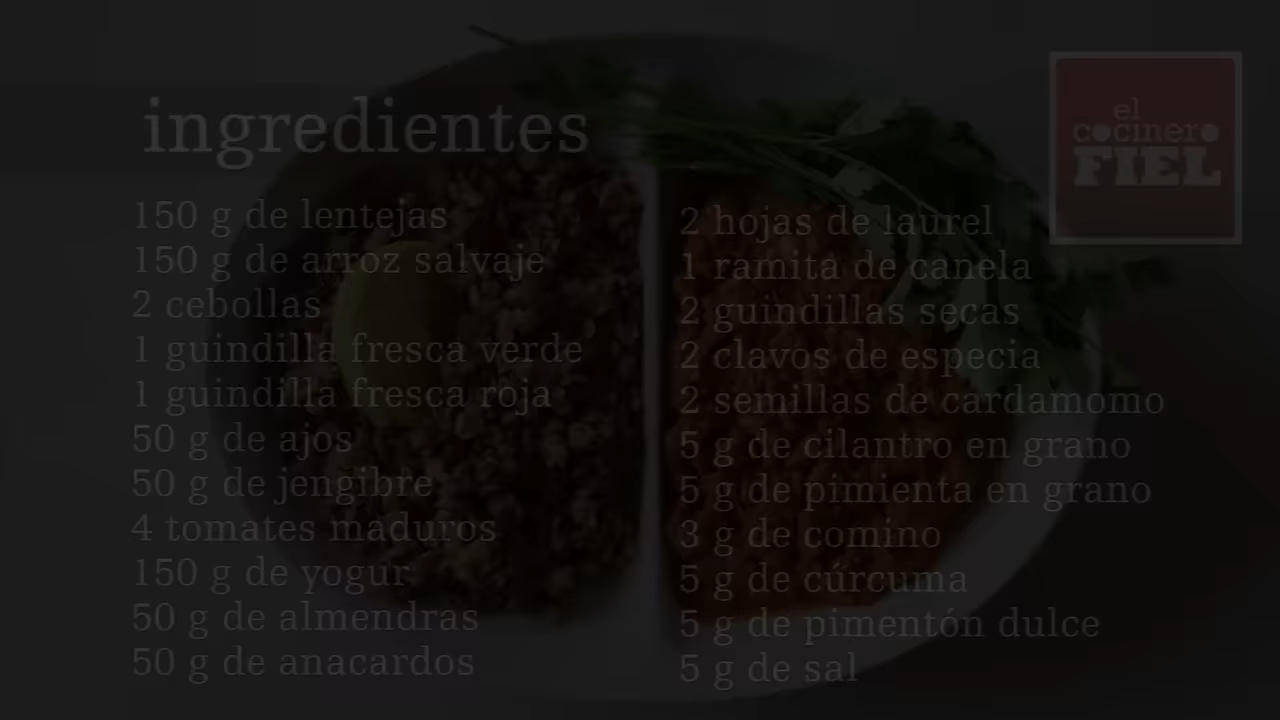 ingredientes
150 g de lentejas
150 g de arroz salvaje
2 cebollas
1 guindilla fresca verde
1 guindilla fresca roja
50 g de ajos
50 g de jengibre
4 tomates maduros
150 g de yogur
50 g de almendras
50 g de anacardos
2 hojas de laurel
1 ramita de canela
2 guindillas secas
2 clavos de especia
2 semillas de cardamomo
5 g de cilantro en grano
5 g de pimienta en grano
3 g de comino
5 g de cúrcuma
5 g de pimentón dulce
5 g de sal
el
cocinero
FIEL